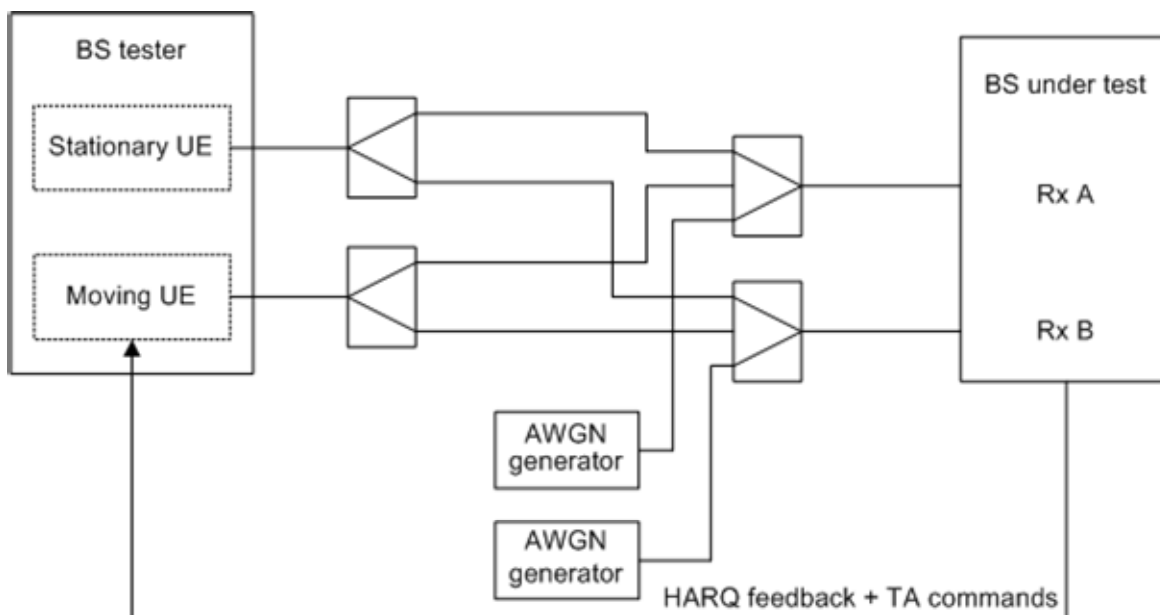 BS tester
Stationary UE
Moving UE
BS under test
Rx A
Rx B
AWGN
generator
AWGN
generator
HARQ feedback + TA commands